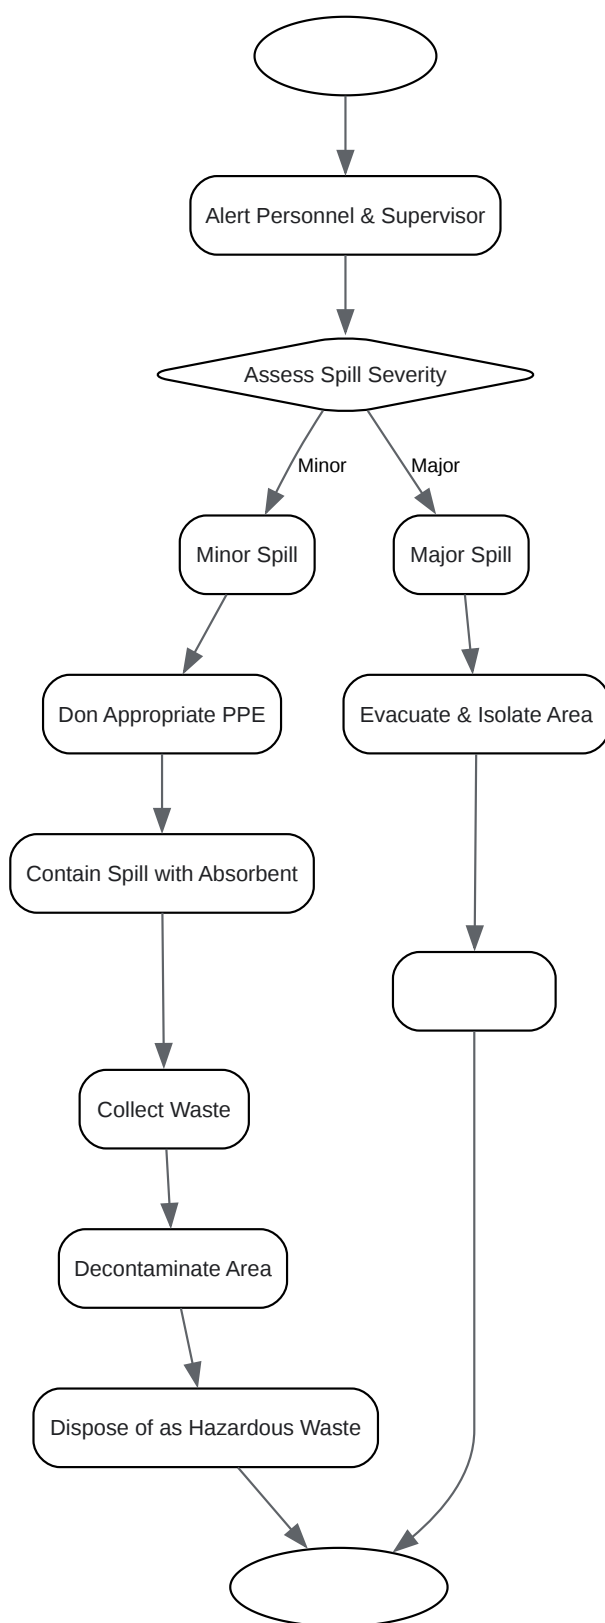 Alert Personnel & Supervisor
Assess Spill Severity
Minor
Major
Minor Spill
Major Spill
Don Appropriate PPE
Evacuate & Isolate Area
Contain Spill with Absorbent
Collect Waste
Decontaminate Area
Dispose of as Hazardous Waste